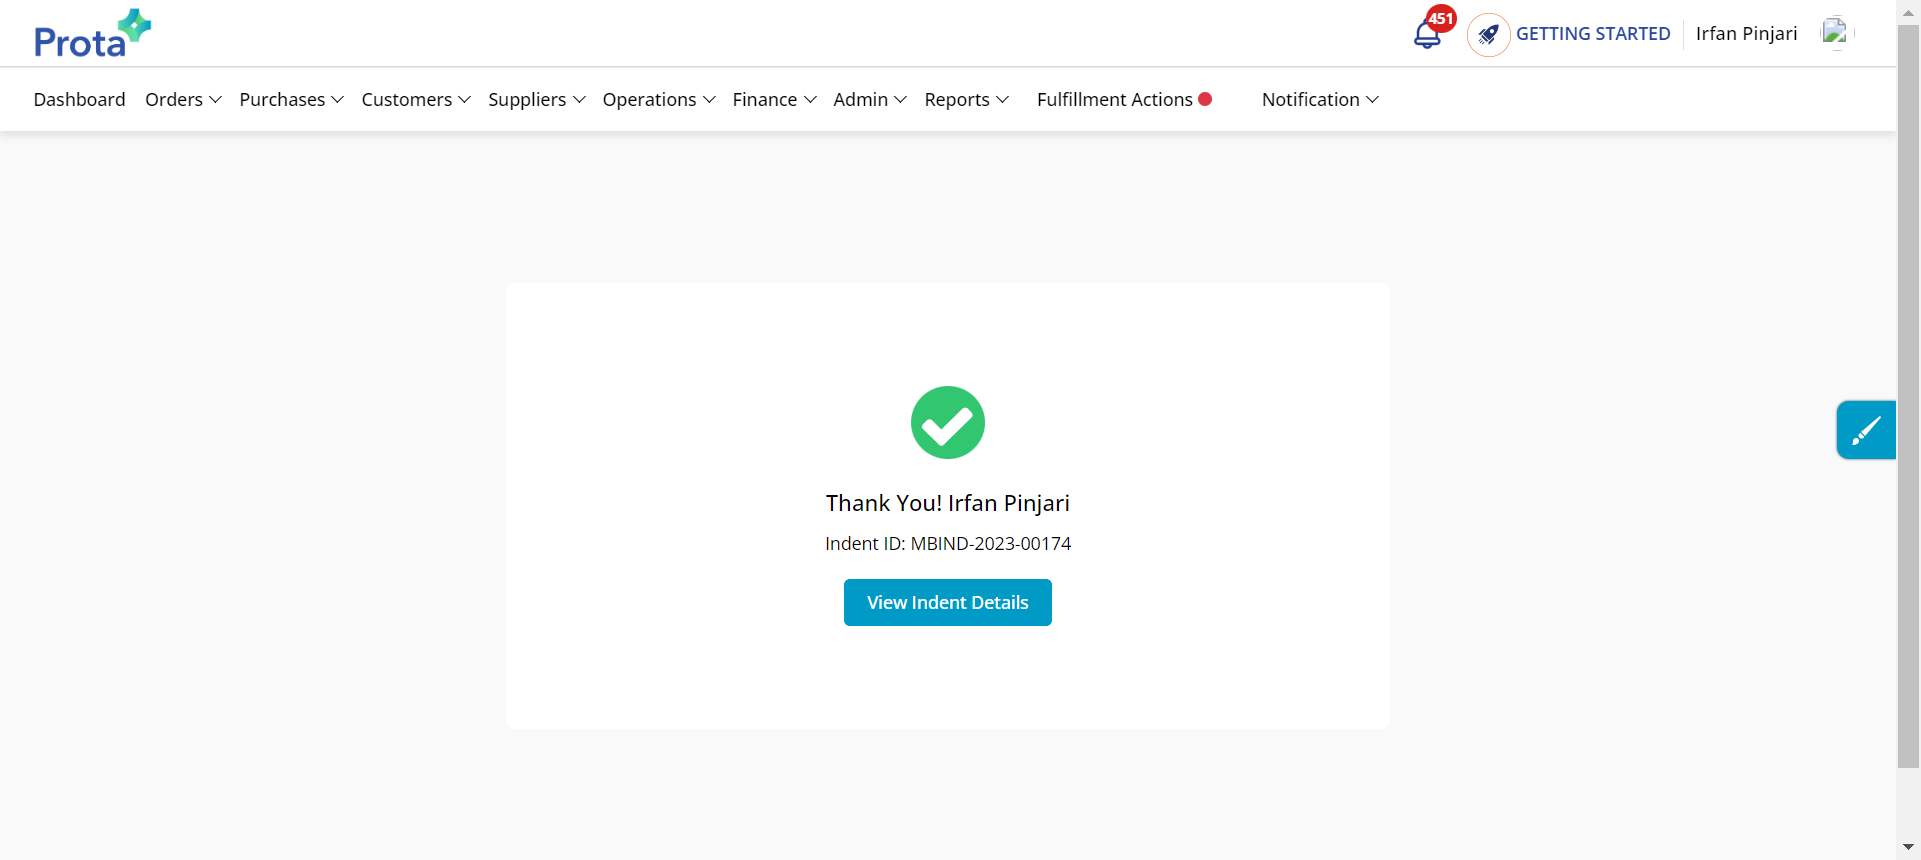 Prota
451
GETTING STARTED
Irfan Pinjari
Dashboard Orders Purchases Customers Suppliers Operations Finance Admin Reports Fulfillment Actions Notification
Thank You! Irfan Pinjari
Indent ID: MBIND-2023-00174
View Indent Details